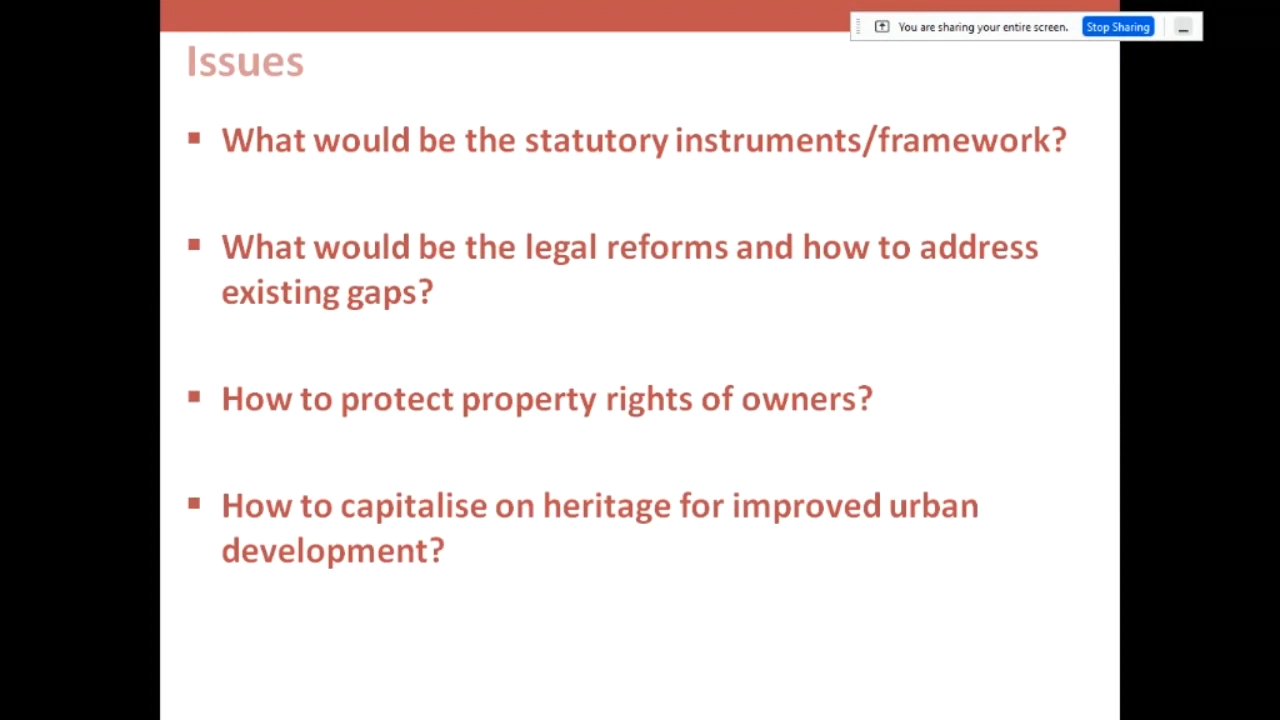 You are sharing your entire screen. Stop Sharing
Issues
▪ What would be the statutory instruments/framework?
▪ What would be the legal reforms and how to address
existing gaps?
▪ How to protect property rights of owners?
▪ How to capitalise on heritage for improved urban
development?